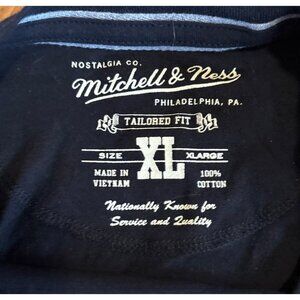 NOSTALGIA CO.
Mitchell & Ness
PHILADELPHIA, PA.
TAILORED FIT
SIZE XL XLARGE
MADE IN VIETNAM 100% COTTON
Nationally Known for
Service and Quality